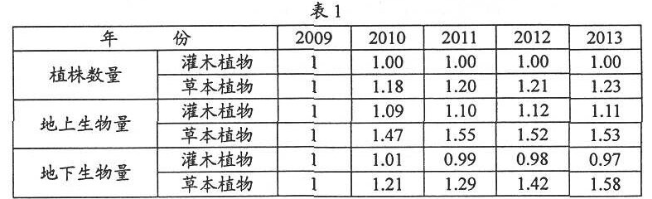 表1
年 份 2009 2010 2011 2012 2013
植株数量 灌木植物 1 1.00 1.00 1.00 1.00
草本植物 1 1.18 1.20 1.21 1.23
地上生物量 灌木植物 1 1.09 1.10 1.12 1.11
草本植物 1 1.47 1.55 1.52 1.53
地下生物量 灌木植物 1 1.01 0.99 0.98 0.97
草本植物 1 1.21 1.29 1.42 1.58